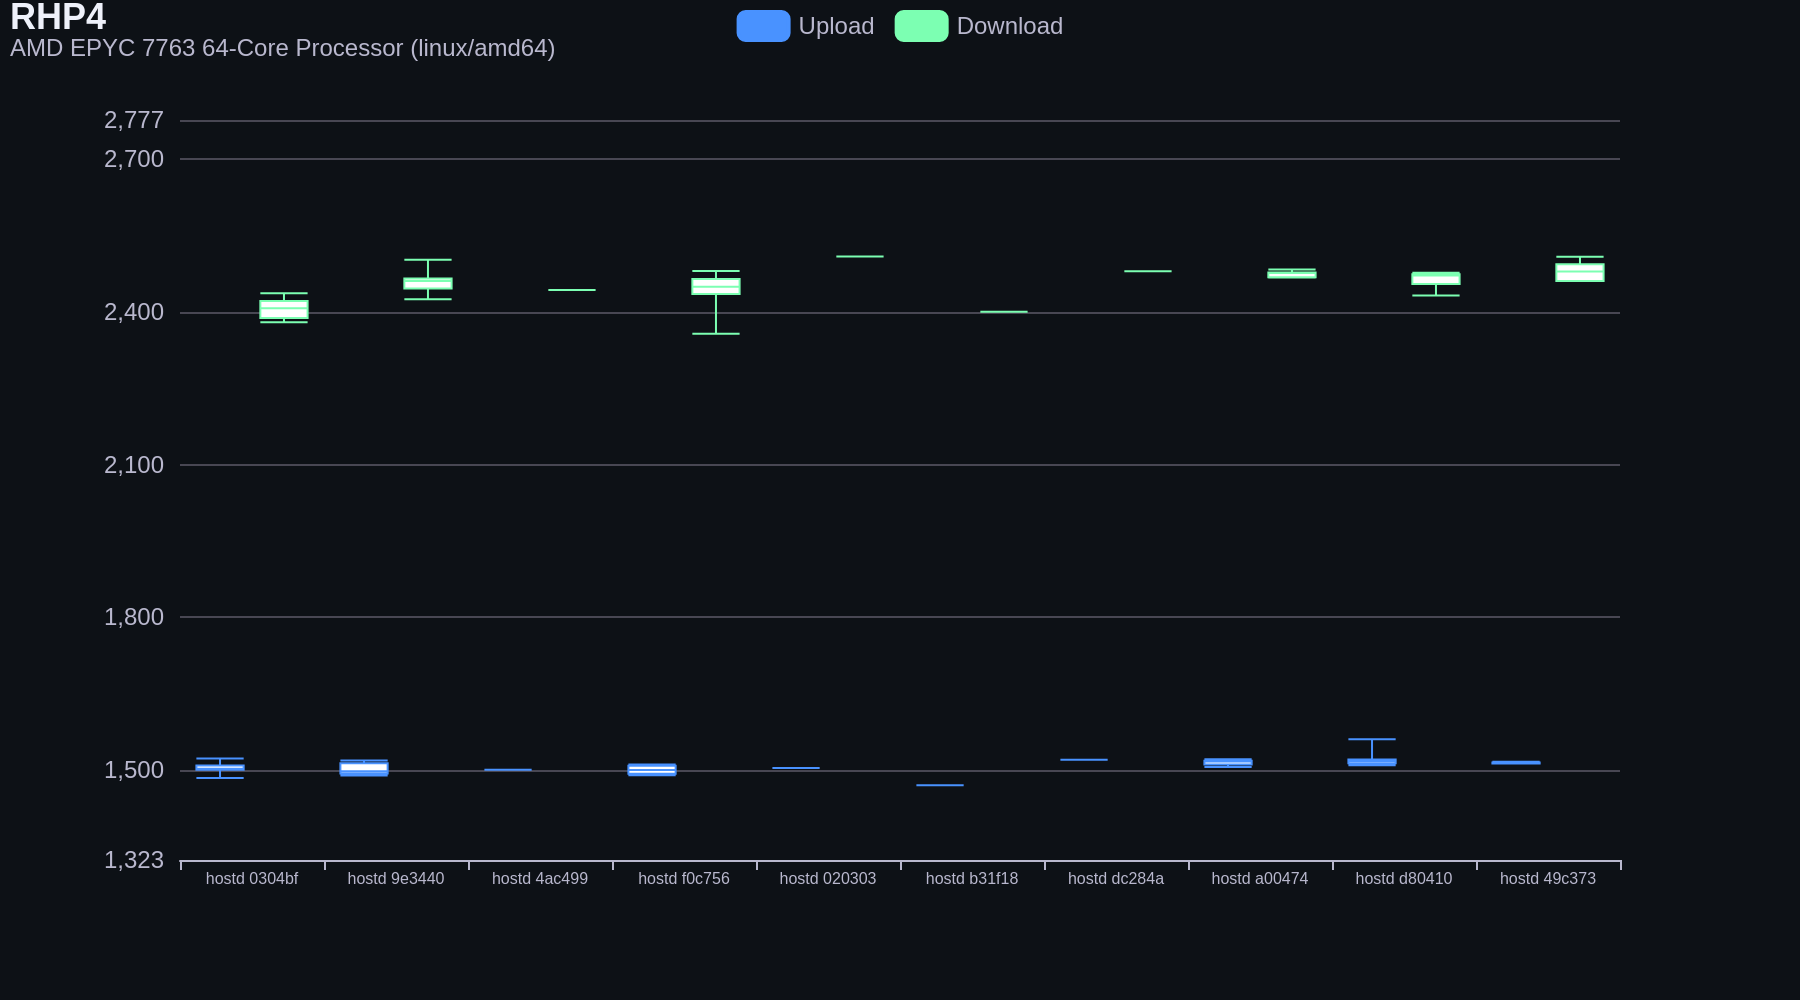 RHP4
AMD EPYC 7763 64-Core Processor (linux/amd64)
Upload
Download
2,777
2,700
2,400
2,100
1,800
1,500
1,323
hostd 0304bf
hostd 9e3440
hostd 4ac499
hostd f0c756
hostd 020303
hostd b31f18
hostd dc284a
hostd a00474
hostd d80410
hostd 49c373